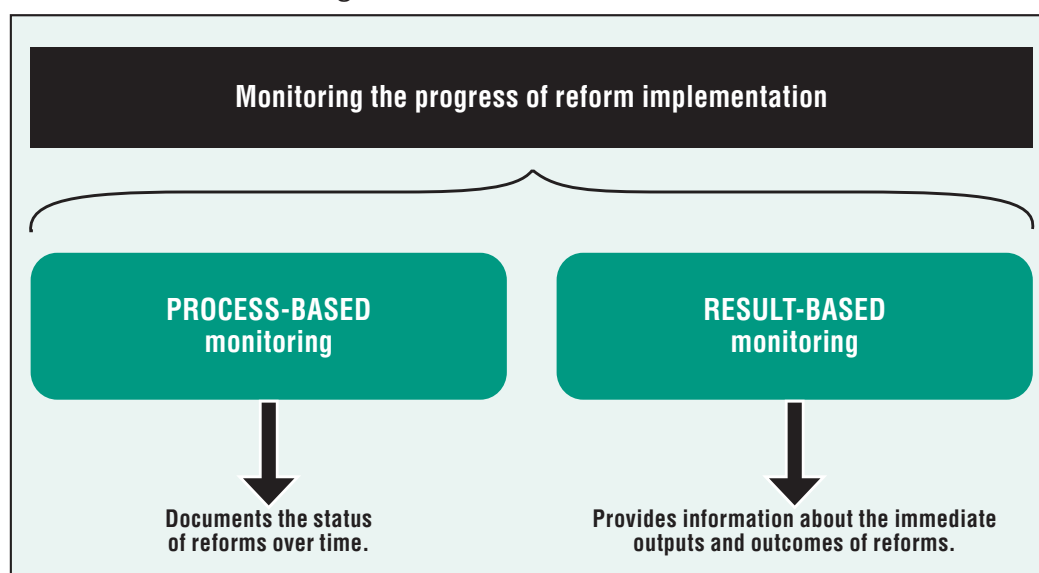 Monitoring the progress of reform implementation
PROCESS-BASED
monitoring
RESULT-BASED
monitoring
Documents the status
of reforms over time.
Provides information about the immediate
outputs and outcomes of reforms.